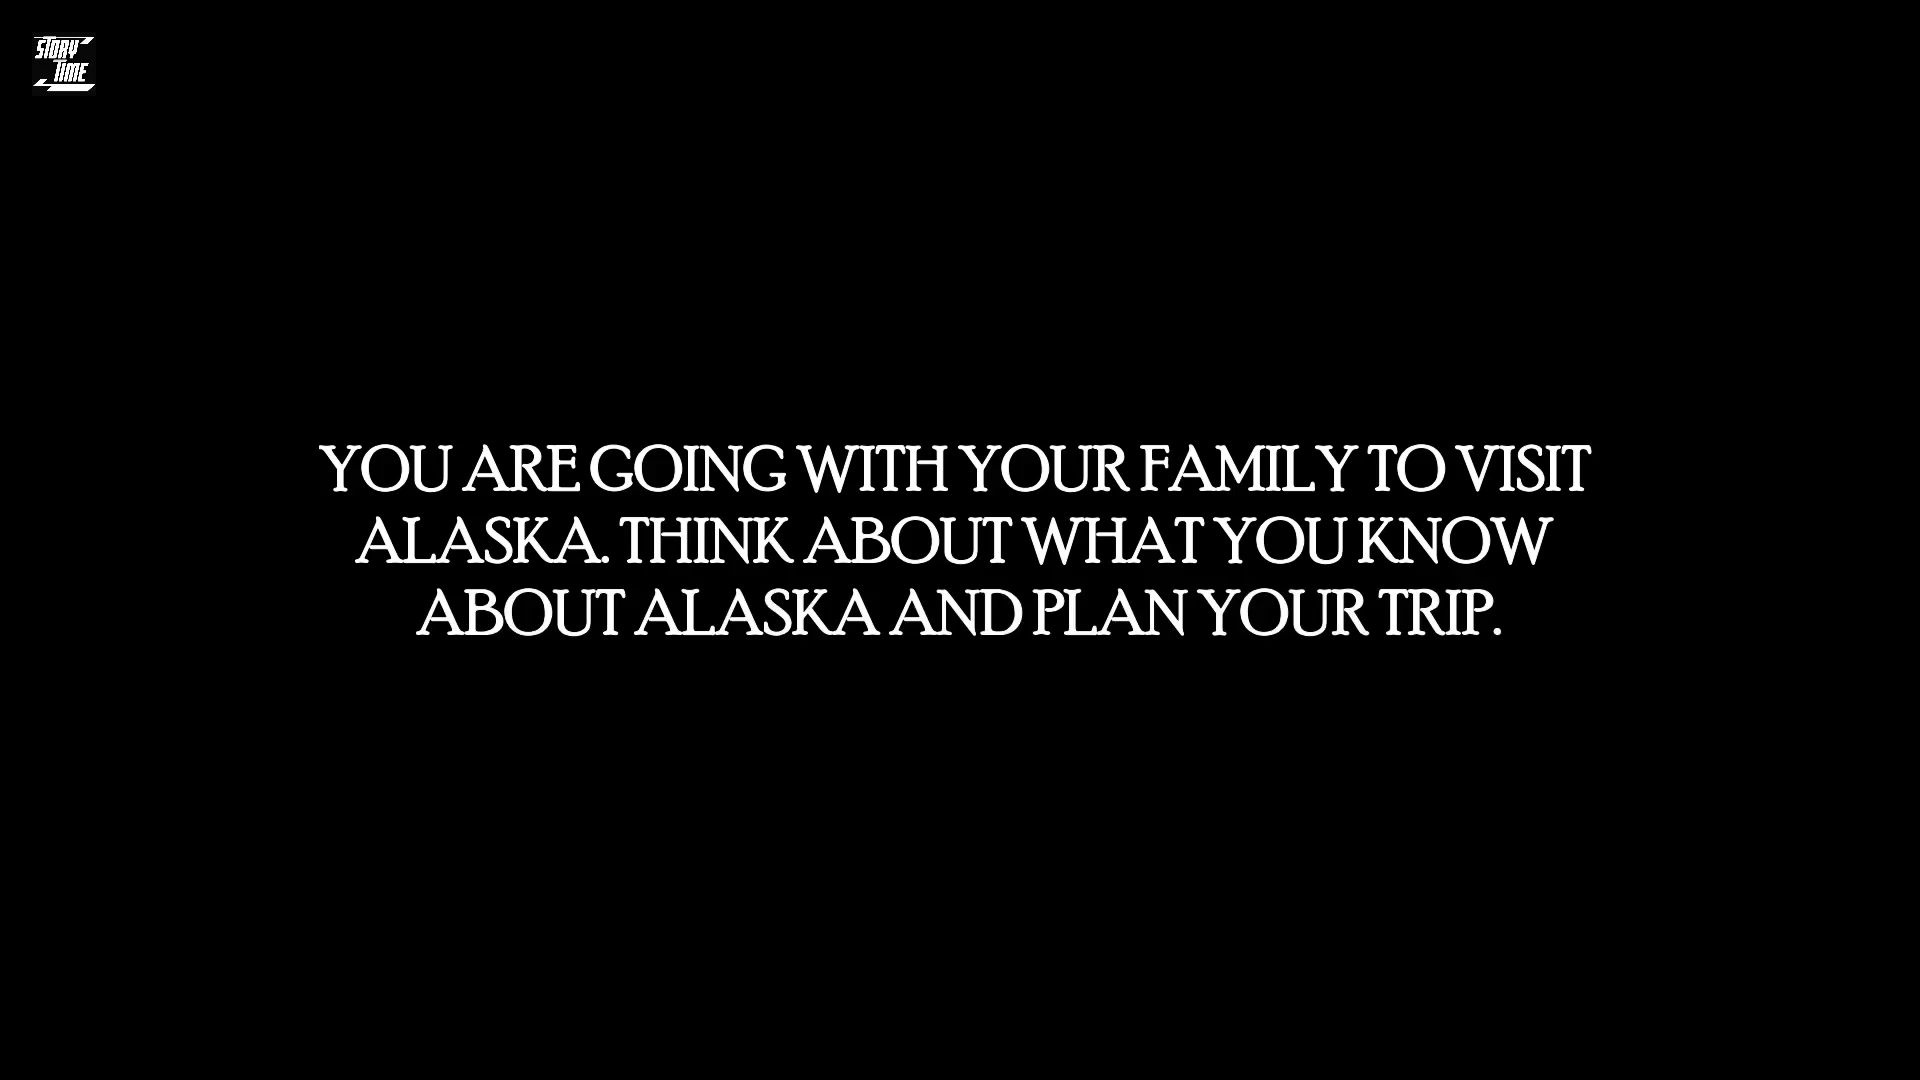 STORY
TIME
YOU ARE GOING WITH YOUR FAMILY TO VISIT
ALASKA. THINK ABOUT WHAT YOU KNOW
ABOUT ALASKA AND PLAN YOUR TRIP.